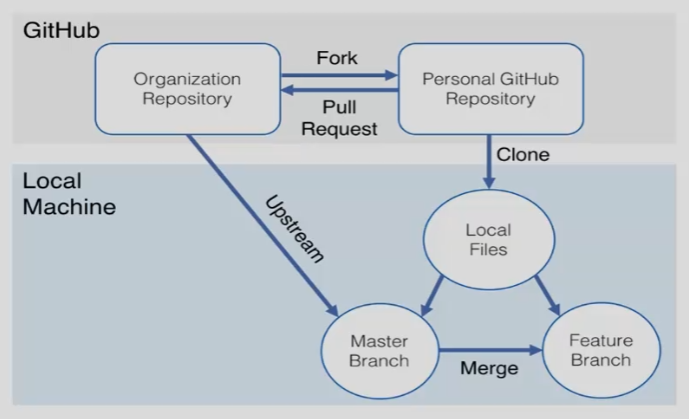 GitHub
Organization
Repository
Fork
Pull
Request
Personal GitHub
Repository
Clone
Local
Machine
Upstream
Local
Files
Master
Branch
Merge
Feature
Branch